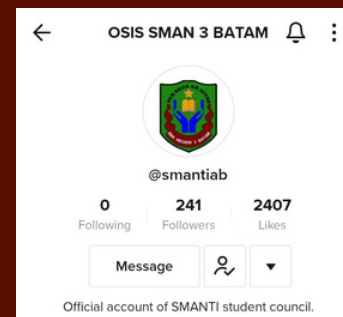 OSIS SMAN 3 BATAM
@smantiab
0 241 2407
Following Followers Likes
Message
Official account of SMANTI student council.